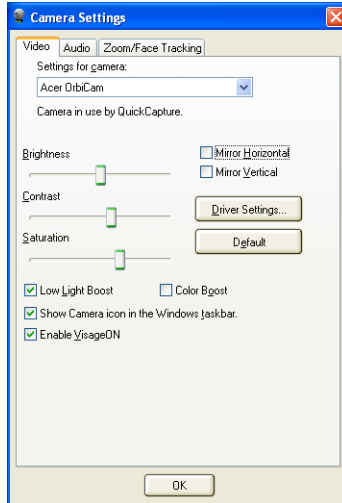 Camera Settings
Video Audio Zoom/Face Tracking
Settings for camera:
Acer OrbiCam
Camera in use by QuickCapture.
Brightness
Mirror Horizontal
Mirror Vertical
Contrast
Driver Settings...
Saturation
Default
Low Light Boost Color Boost
Show Camera icon in the Windows taskbar.
Enable VisageON
OK